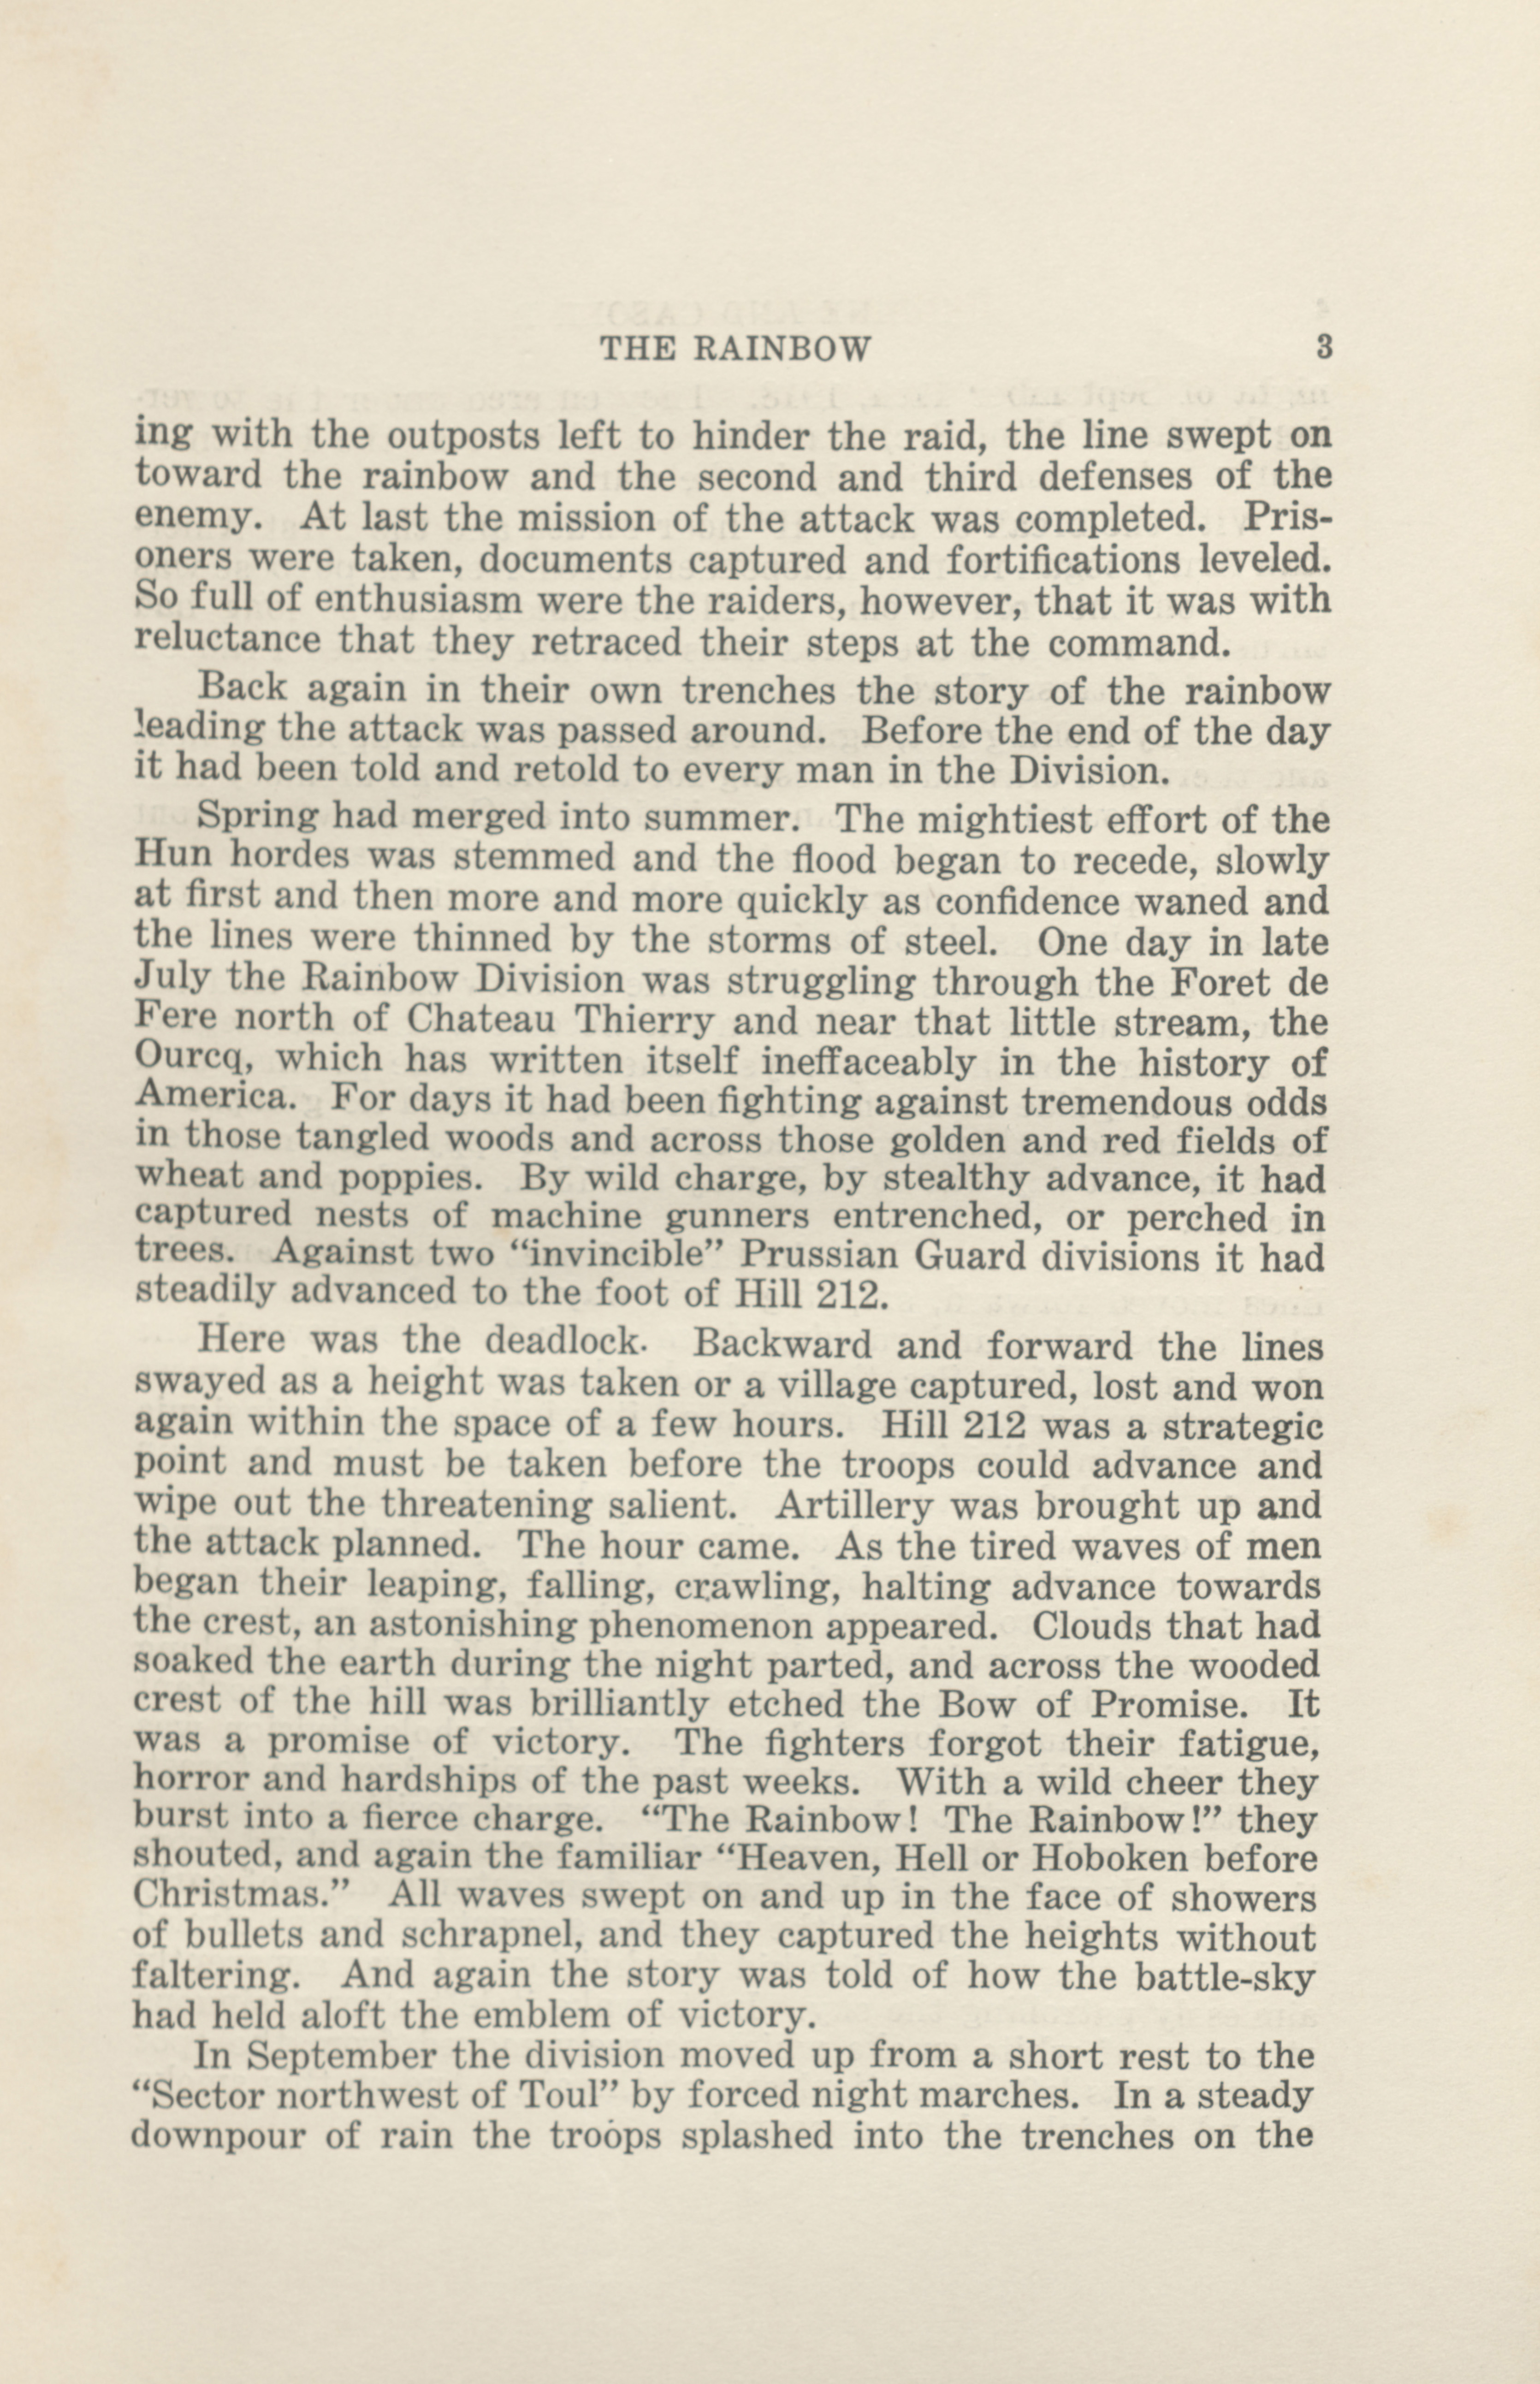 THE RAINBOW 3
ing with the outposts left to hinder the raid, the line swept on
toward the rainbow and the second and third defenses of the
enemy. At last the mission of the attack was completed. Pris-
oners were taken, documents captured and fortifications leveled.
So full of enthusiasm were the raiders, however, that it was with
reluctance that they retraced their steps at the command.
Back again in their own trenches the story of the rainbow
leading the attack was passed around. Before the end of the day
it had been told and retold to every man in the Division.
Spring had merged into summer. The mightiest effort of the
Hun hordes was stemmed and the flood began to recede, slowly
at first and then more and more quickly as confidence waned and
the lines were thinned by the storms of steel. One day in late
July the Rainbow Division was struggling through the Foret de
Fere north of Chateau Thierry and near that little stream, the
Ourcq, which has written itself ineffaceably in the history of
America. For days it had been fighting against tremendous odds
in those tangled woods and across those golden and red fields of
wheat and poppies. By wild charge, by stealthy advance, it had
captured nests of machine gunners entrenched, or perched in
trees. Against two “invincible” Prussian Guard divisions it had
steadily advanced to the foot of Hill 212.
Here was the deadlock. Backward and forward the lines
swayed as a height was taken or a village captured, lost and won
again within the space of a few hours. Hill 212 was a strategic
point and must be taken before the troops could advance and
wipe out the threatening salient. Artillery was brought up and
the attack planned. The hour came. As the tired waves of men
began their leaping, falling, crawling, halting advance towards
the crest, an astonishing phenomenon appeared. Clouds that had
soaked the earth during the night parted, and across the wooded
crest of the hill was brilliantly etched the Bow of Promise. It
was a promise of victory. The fighters forgot their fatigue,
horror and hardships of the past weeks. With a wild cheer they
burst into a fierce charge. “The Rainbow! The Rainbow!” they
shouted, and again the familiar “Heaven, Hell or Hoboken before
Christmas.” All waves swept on and up in the face of showers
of bullets and schrapnel, and they captured the heights without
faltering. And again the story was told of how the battle-sky
had held aloft the emblem of victory.
In September the division moved up from a short rest to the
“Sector northwest of Toul” by forced night marches. In a steady
downpour of rain the troops splashed into the trenches on the